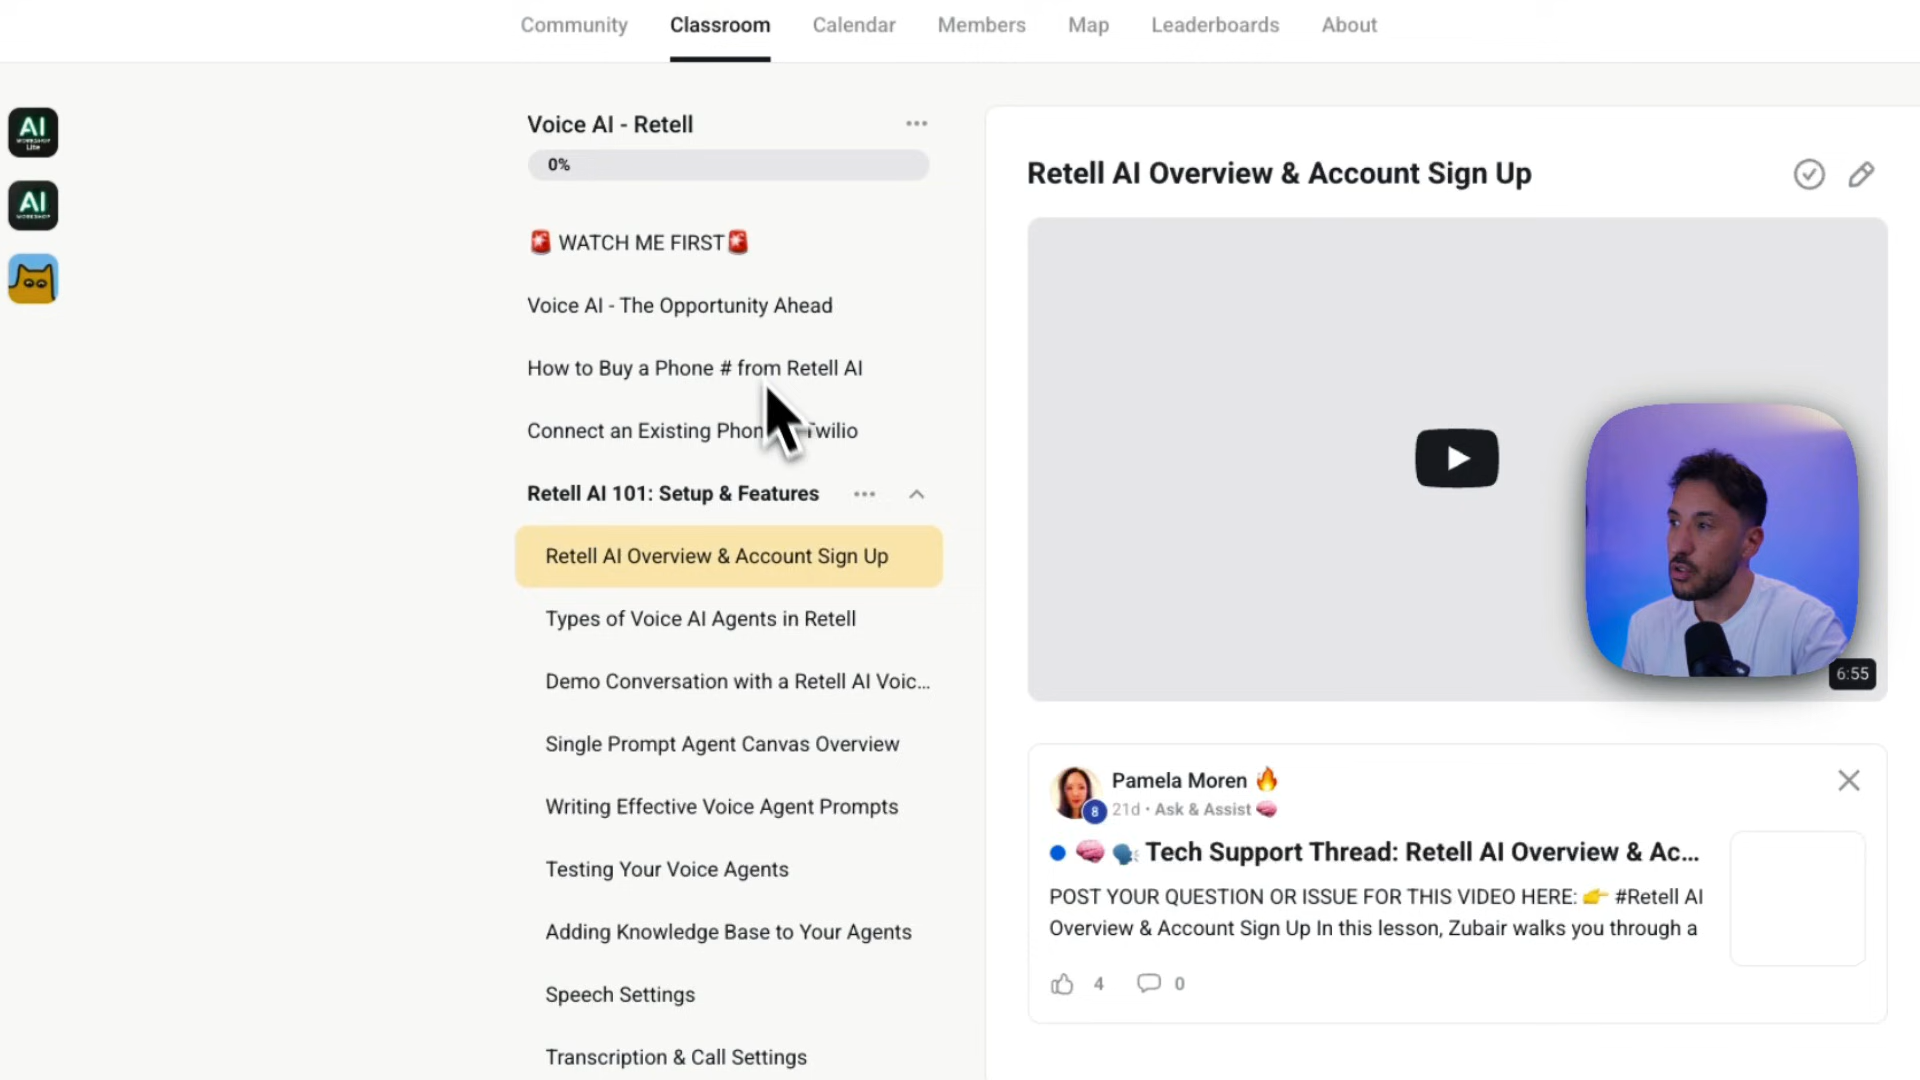 Community Classroom Calendar Members Map Leaderboards About
AI
WORKSHOP
Lite
AI
WORKSHOP
Voice AI - Retell
0%
WATCH ME FIRST
Voice AI - The Opportunity Ahead
How to Buy a Phone # from Retell AI
Connect an Existing Phon Twilio
Retell AI 101: Setup & Features
Retell AI Overview & Account Sign Up
Types of Voice AI Agents in Retell
Demo Conversation with a Retell AI Voic...
Single Prompt Agent Canvas Overview
Writing Effective Voice Agent Prompts
Testing Your Voice Agents
Adding Knowledge Base to Your Agents
Speech Settings
Transcription & Call Settings
Retell AI Overview & Account Sign Up
6:55
Pamela Moren
8
21d • Ask & Assist
Tech Support Thread: Retell AI Overview & Ac...
POST YOUR QUESTION OR ISSUE FOR THIS VIDEO HERE: #Retell AI
Overview & Account Sign Up In this lesson, Zubair walks you through a
4 0